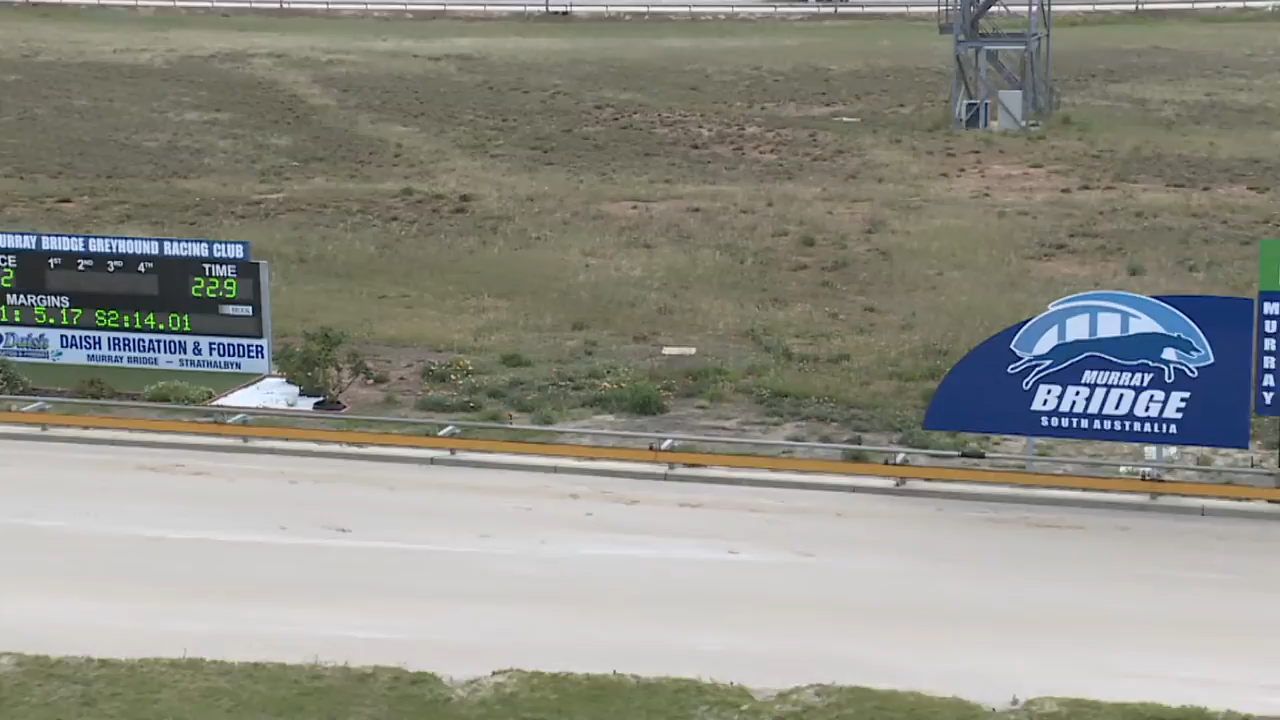 URRAY BRIDGE GREYHOUND RACING CLUB
CE 1ST 2ND 3RD 4TH TIME
2 22.9
MARGINS
1: 5.17 S2:14.01
Daish DAISH IRRIGATION & FODDER
MURRAY BRIDGE — STRATHALBYN
MURRAY
BRIDGE
SOUTH AUSTRALIA
MURRAY